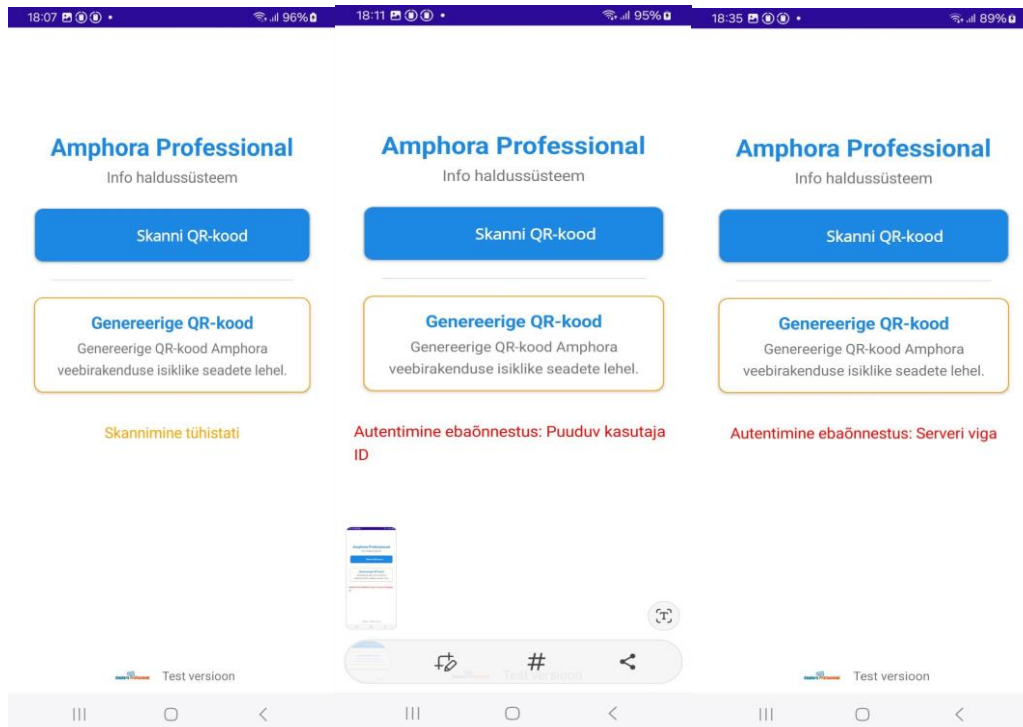 18:07
96%
Amphora Professional
Info haldussüsteem
Skanni QR-kood
Genereerige QR-kood
Genereerige QR-kood Amphora
veebirakenduse isiklike seadete lehel.
Skannimine tühistati
Test versioon
18:11
95%
Amphora Professional
Info haldussüsteem
Skanni QR-kood
Genereerige QR-kood
Genereerige QR-kood Amphora
veebirakenduse isiklike seadete lehel.
Autentimine ebaõnnestus: Puuduv kasutaja
ID
Test versioon
18:35
89%
Amphora Professional
Info haldussüsteem
Skanni QR-kood
Genereerige QR-kood
Genereerige QR-kood Amphora
veebirakenduse isiklike seadete lehel.
Autentimine ebaõnnestus: Serveri viga
Test versioon